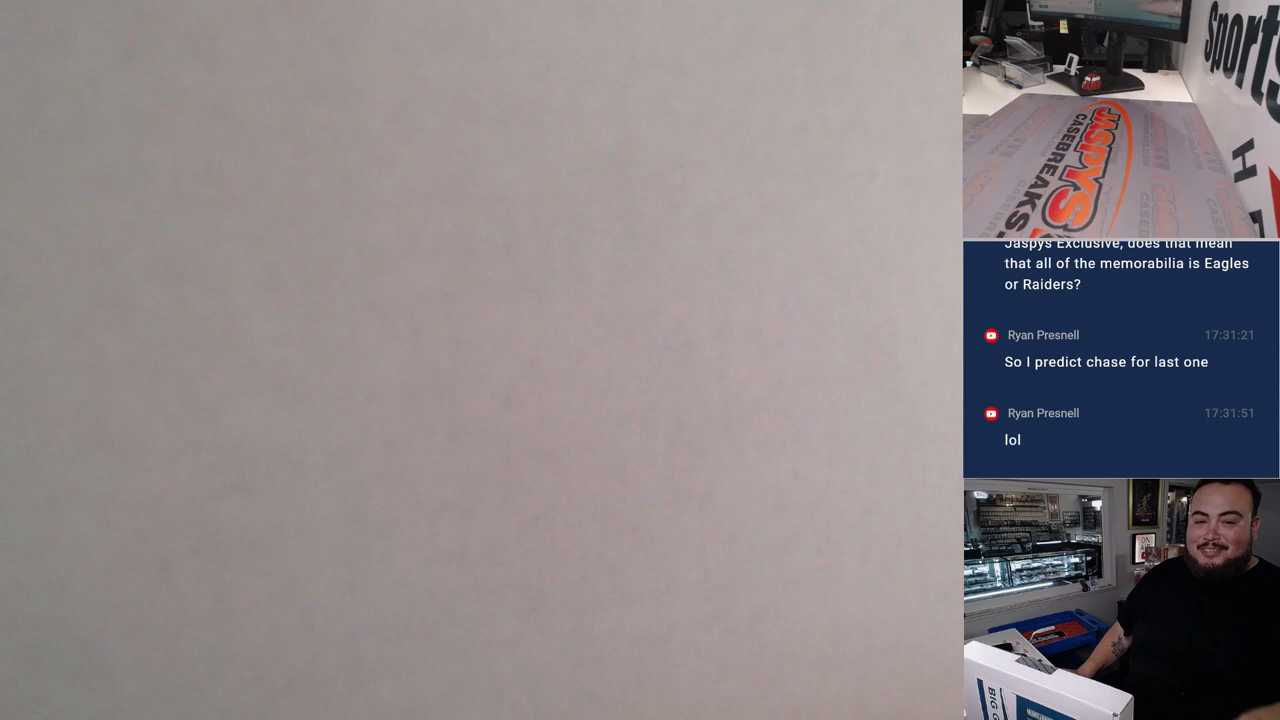 Sports
JASPYS
CASEBREAKS
Jaspys Exclusive, does that mean
that all of the memorabilia is Eagles
or Raiders?
Ryan Presnell 17:31:21
So I predict chase for last one
Ryan Presnell 17:31:51
lol
BIG